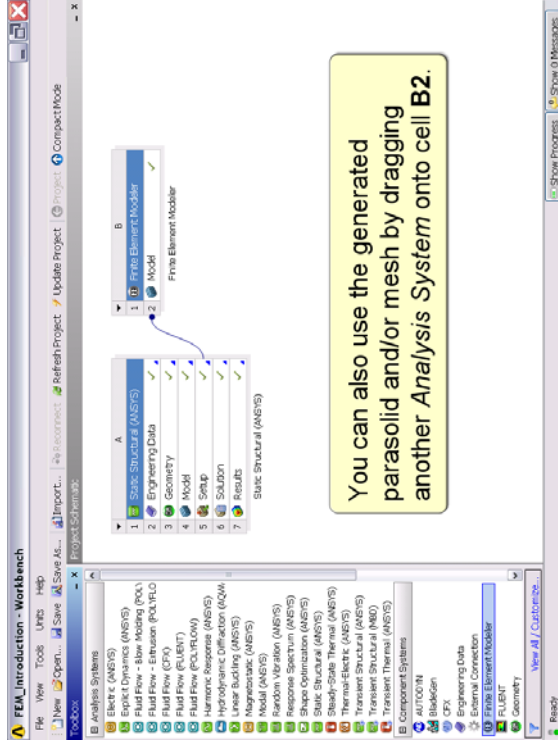 FEM_Introduction - Workbench
File View Tools Units Help
New Open... Save Save As... Import... Reconnect Refresh Project Update Project Project Compact Mode
Toolbox
Analysis Systems
Electric (ANSYS)
Explicit Dynamics (ANSYS)
Fluid Flow - Blow Molding (POLY
Fluid Flow - Extrusion (POLYFLO
Fluid Flow (CFX)
Fluid Flow (FLUENT)
Fluid Flow (POLYFLOW)
Harmonic Response (ANSYS)
Hydrodynamic Diffraction (AQWA
Linear Buckling (ANSYS)
Magnetostatic (ANSYS)
Modal (ANSYS)
Random Vibration (ANSYS)
Response Spectrum (ANSYS)
Shape Optimization (ANSYS)
Static Structural (ANSYS)
Steady-State Thermal (ANSYS)
Thermal-Electric (ANSYS)
Transient Structural (ANSYS)
Transient Structural (MBD)
Transient Thermal (ANSYS)
Component Systems
AUTODYN
BladeGen
CFX
Engineering Data
External Connection
Finite Element Modeler
FLUENT
Geometry
View All / Customize...
Project Schematic
A
1 Static Structural (ANSYS)
2 Engineering Data
3 Geometry
4 Model
5 Setup
6 Solution
7 Results
Static Structural (ANSYS)
B
1 Finite Element Modeler
2 Model
Finite Element Modeler
You can also use the generated
parasolid and/or mesh by dragging
another Analysis System onto cell B2.
Ready
Show Progress Show 0 Messages